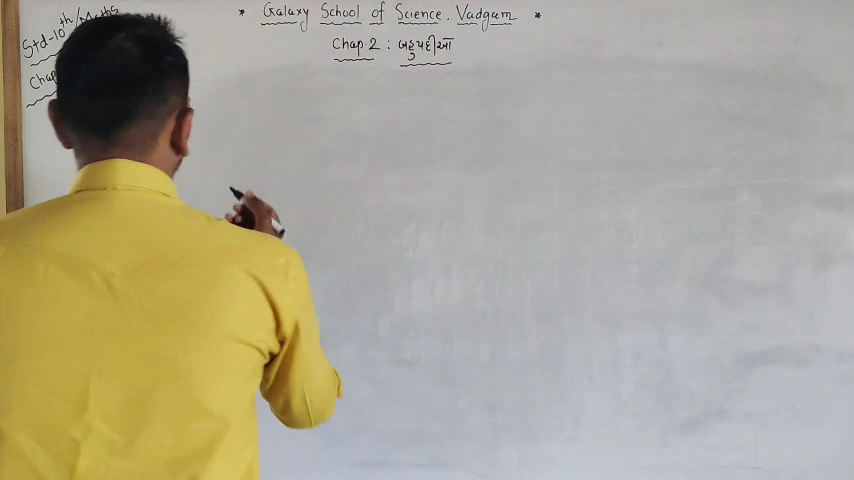 * Galaxy School of Science, Vadgam *
Chap. 2 : બહુપદીઓ
Std-10th/Maths
Chap